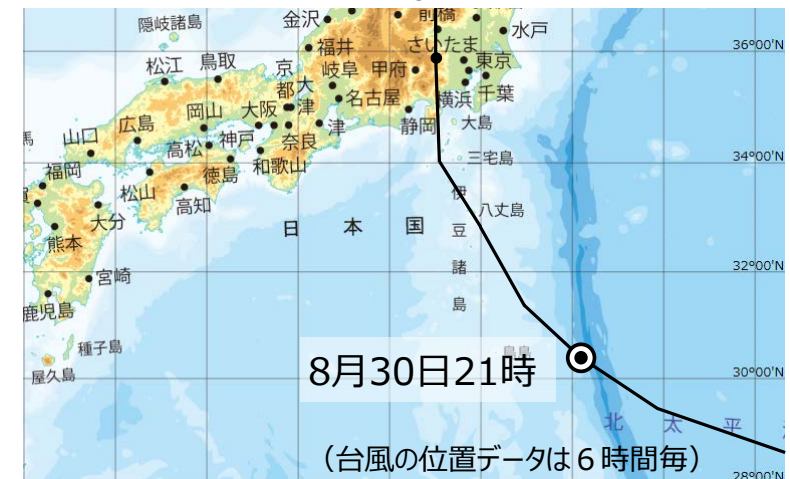 隠岐諸島
金沢
前橋
水戸
36°00'N
福井
さいたま
松江
鳥取
京都
岐阜
甲府
東京
大津
名古屋
横浜
千葉
岡山
大阪
広島
神戸
奈良
津
静岡
大島
山口
高松
和歌山
三宅島
34°00'N
福岡
松山
徳島
高知
伊豆諸島
八丈島
大分
日本国
熊本
宮崎
32°00'N
鹿児島
種子島
屋久島
8月30日21時
鳥島
30°00'N
北太平
(台風の位置データは6時間毎)
28°00'N